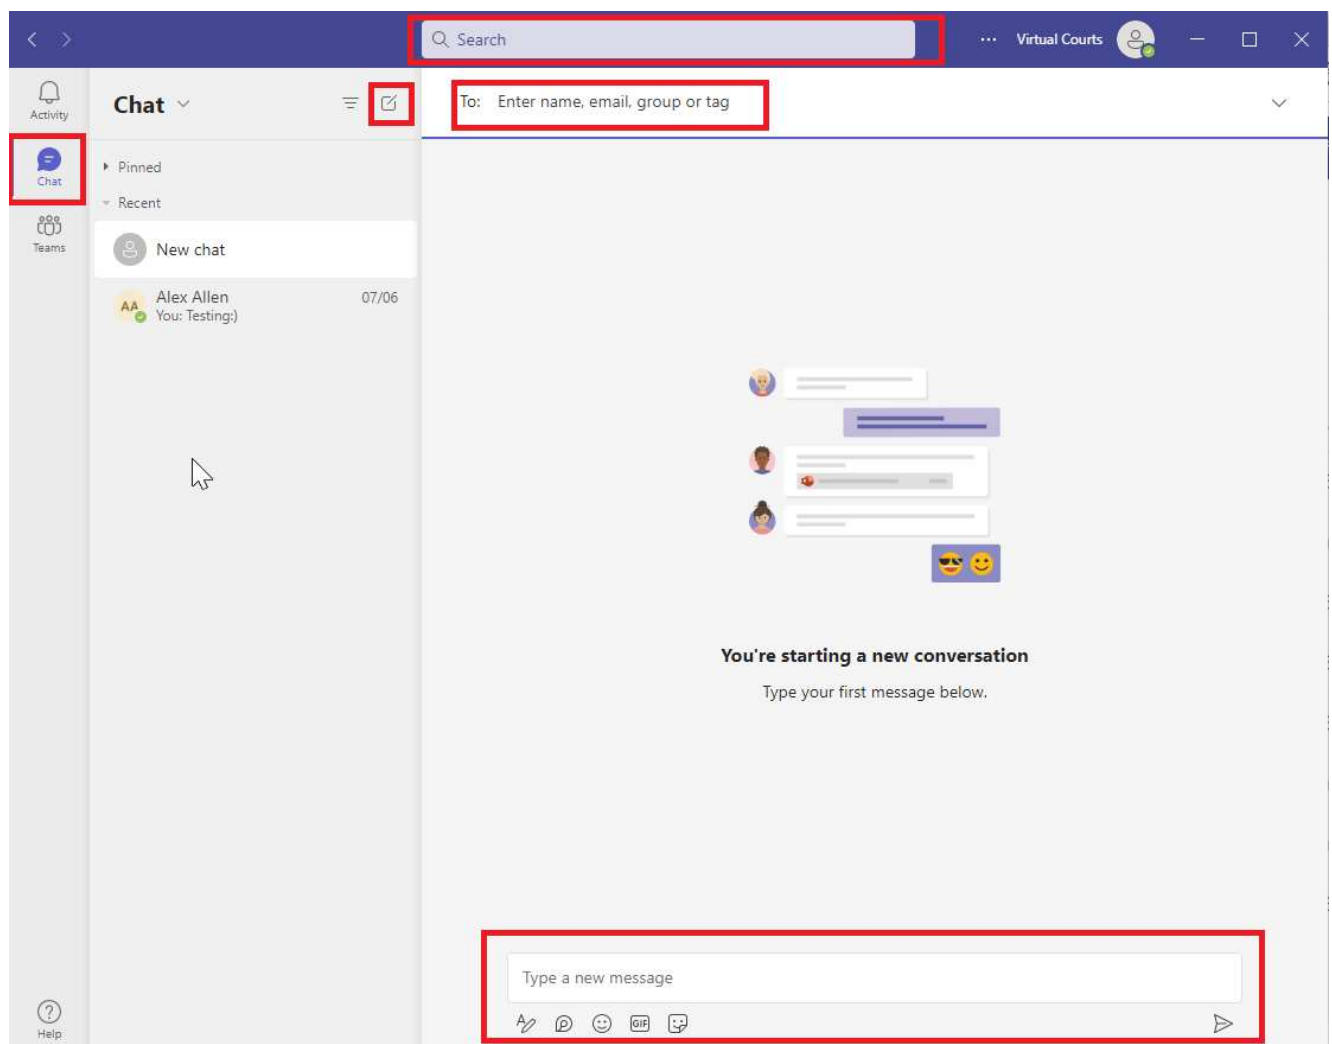 Search
Virtual Courts
Activity
Chat
To: Enter name, email, group or tag
Chat
Pinned
Recent
Teams
New chat
AA Alex Allen 07/06
You: Testing:)
You're starting a new conversation
Type your first message below.
Type a new message
GIF
Help